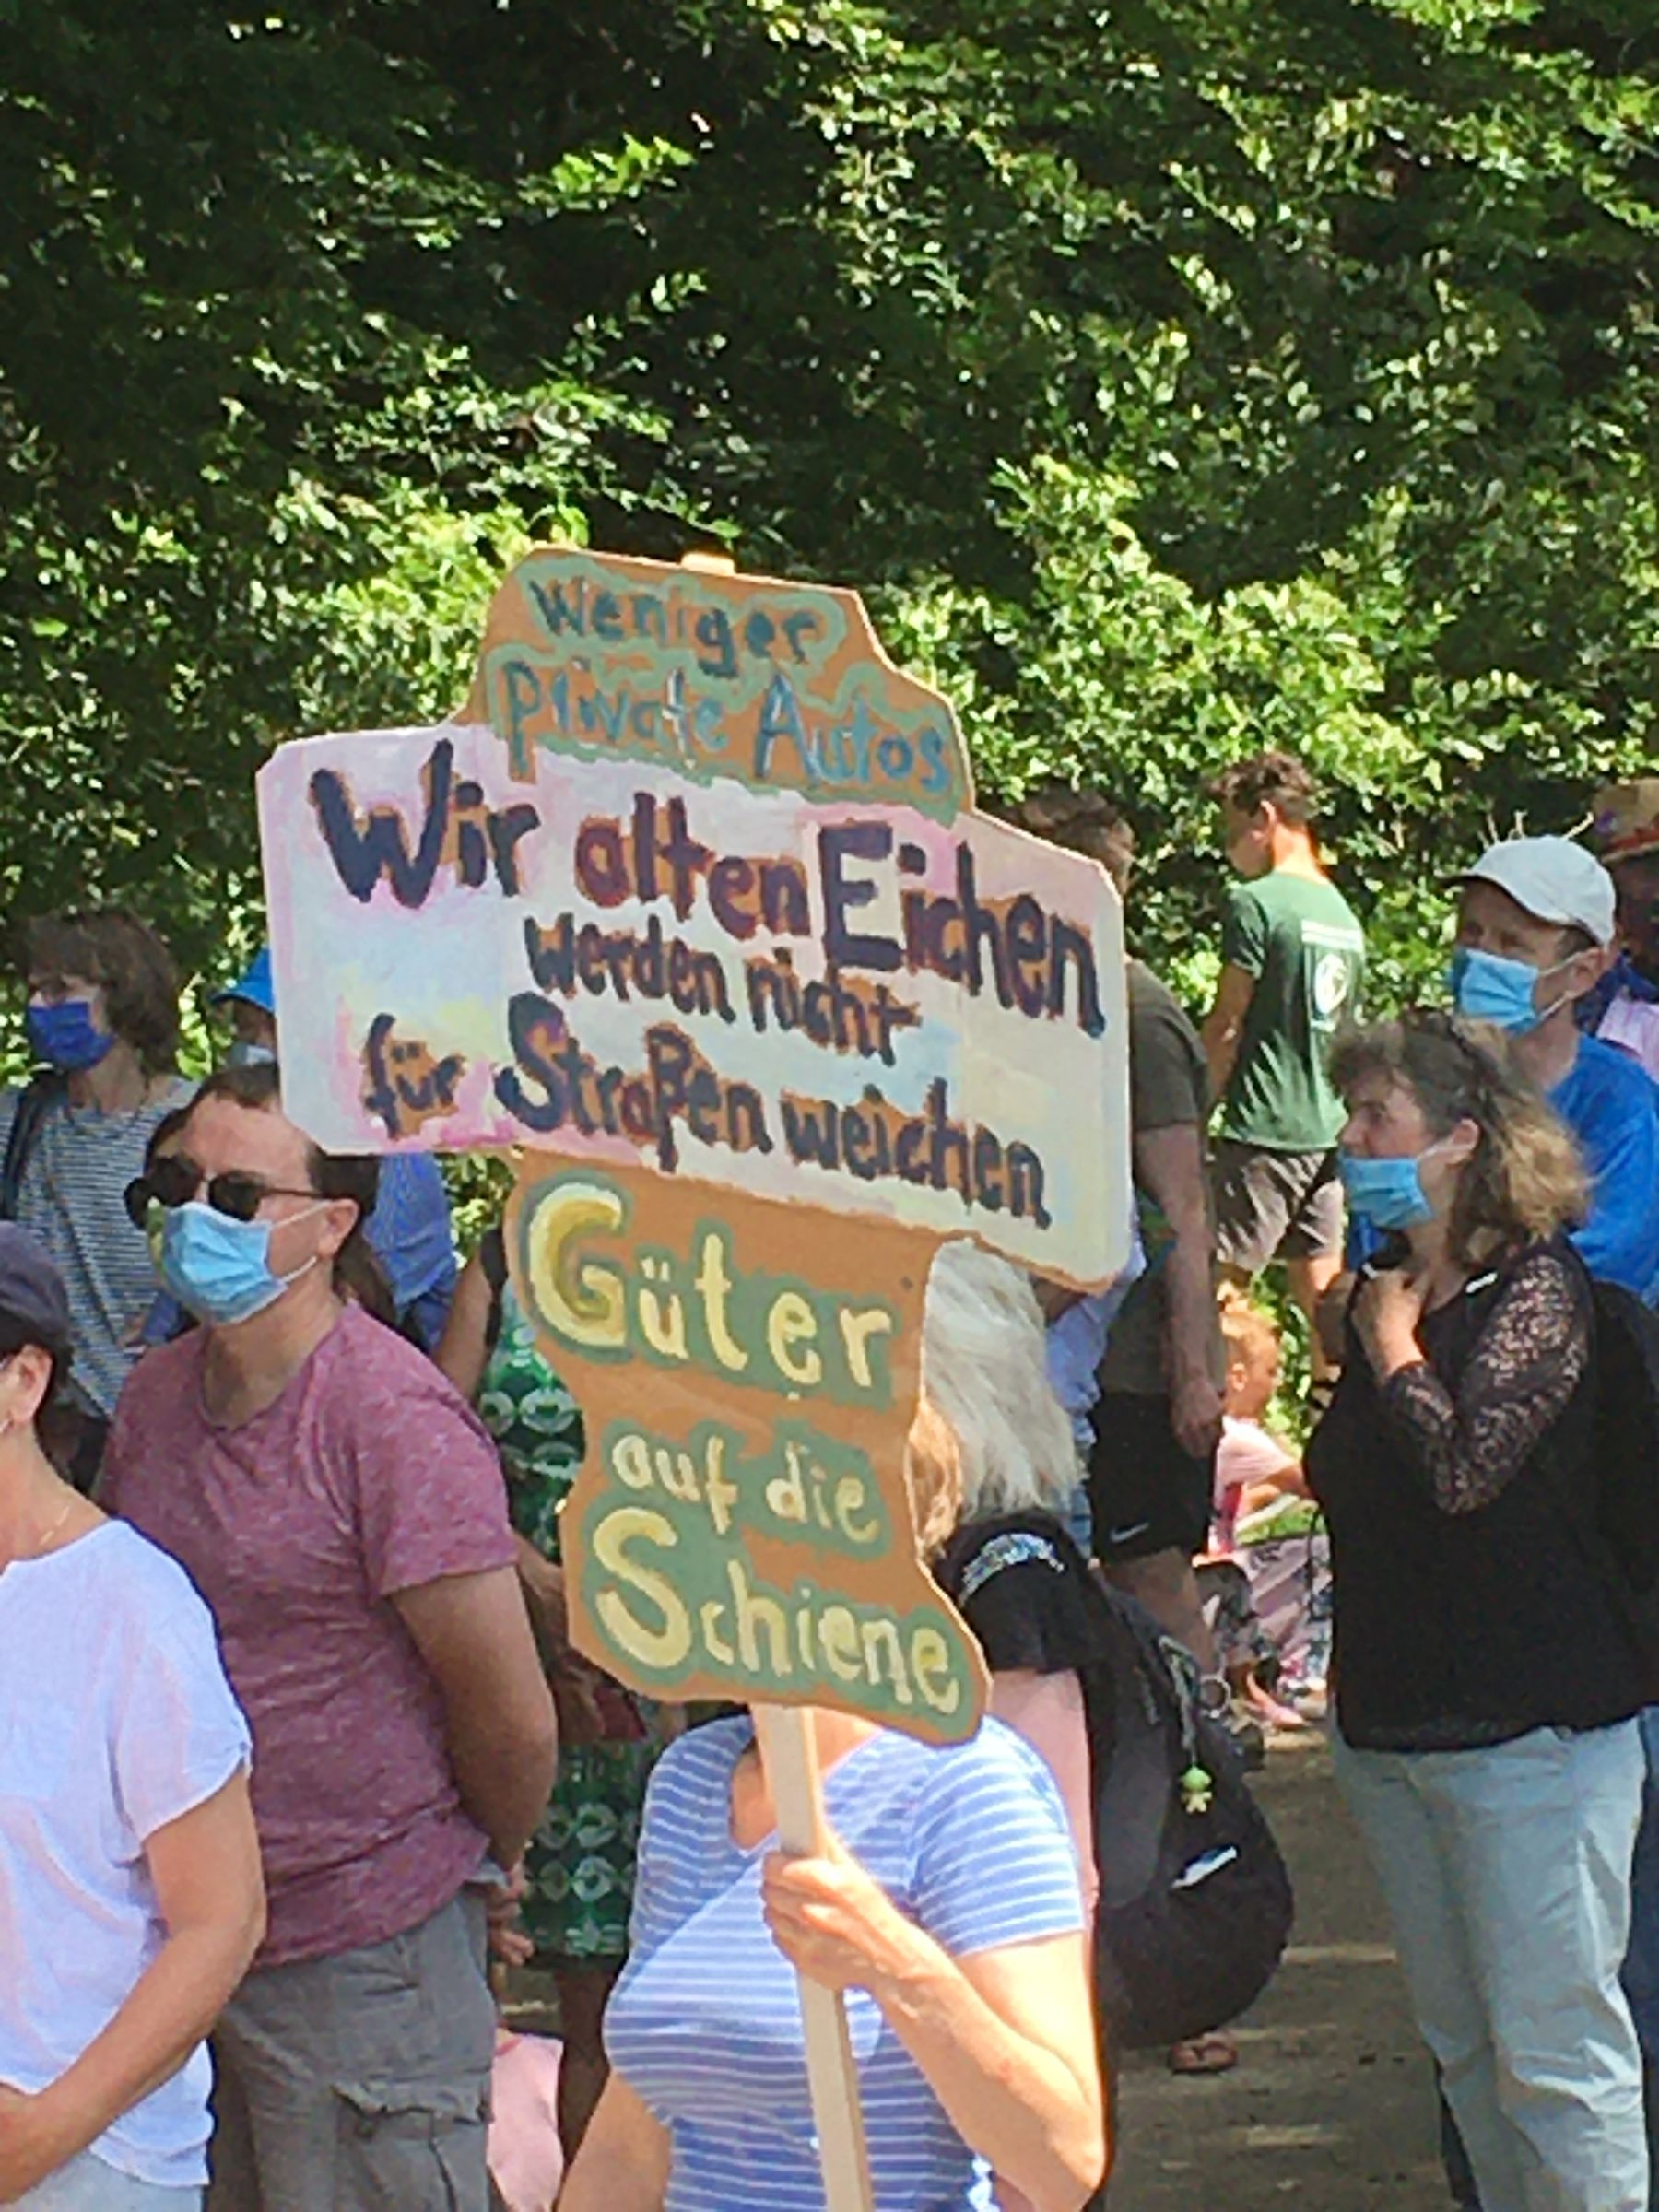 Weniger
private Autos
Wir alten Eichen
werden nicht
für Straßen weichen
Güter
auf die
Schiene